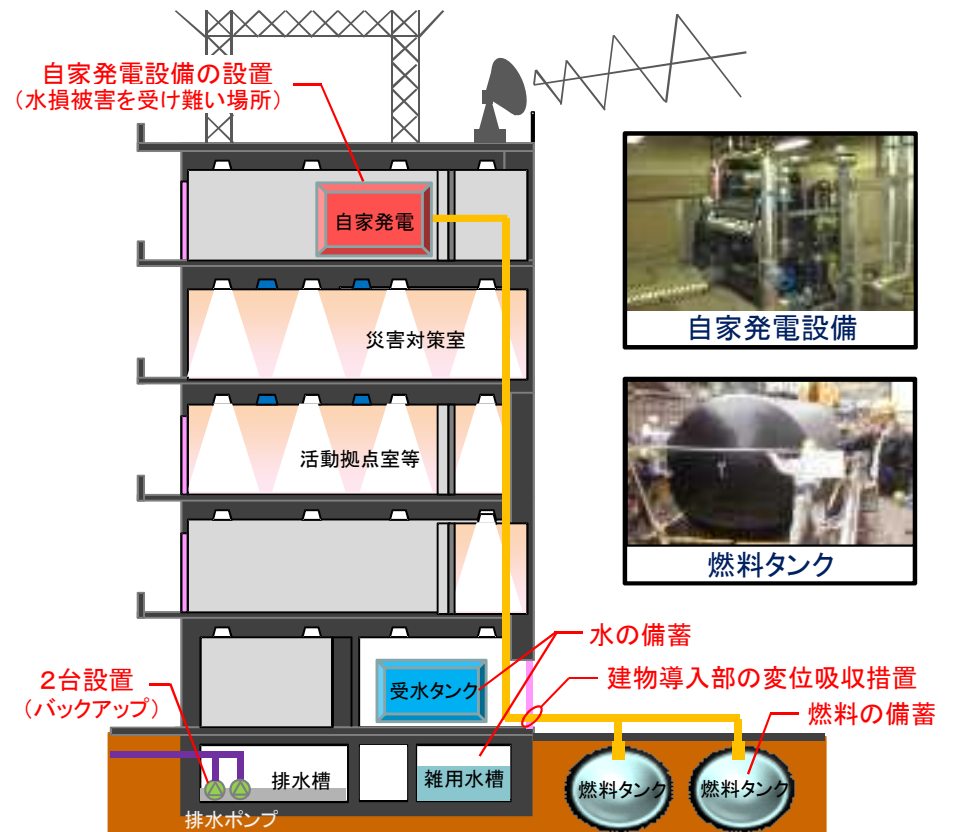 自家発電設備の設置
（水損被害を受け難い場所）
自家発電
自家発電設備
災害対策室
活動拠点室等
燃料タンク
水の備蓄
２台設置
（バックアップ）
受水タンク
建物導入部の変位吸収措置
燃料の備蓄
排水槽
雑用水槽
燃料タンク
燃料タンク
排水ポンプ